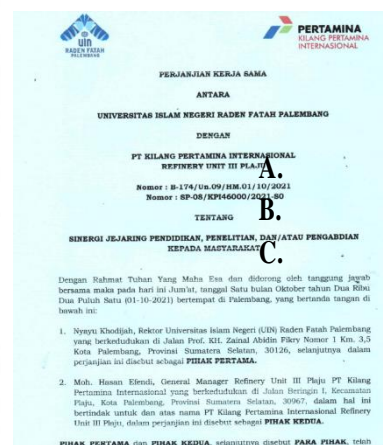 uin
RADEN FATAH
PALEMBANG
PERTAMINA
KILANG PERTAMINA
INTERNASIONAL
PERJANJIAN KERJA SAMA
ANTARA
UNIVERSITAS ISLAM NEGERI RADEN FATAH PALEMBANG
DENGAN
PT KILANG PERTAMINA INTERNASIONAL
REFINERY UNIT III PLAJU
A.
Nomor : B-174/Un.09/HM.01/10/2021
Nomor : SP-08/KPI46000/2021-S0
B.
TENTANG
SINERGI JEJARING PENDIDIKAN, PENELITIAN, DAN/ATAU PENGABDIAN
KEPADA MASYARAKAT
C.
Dengan Rahmat Tuhan Yang Maha Esa dan didorong oleh tanggung jawab
bersama maka pada hari ini Jum'at, tanggal Satu bulan Oktober tahun Dua Ribu
Dua Puluh Satu (01-10-2021) bertempat di Palembang, yang bertanda tangan di
bawah ini:
1. Nyayu Khodijah, Rektor Universitas Islam Negeri (UIN) Raden Fatah Palembang
yang berkedudukan di Jalan Prof. KH. Zainal Abidin Fikry Nomor 1 Km. 3,5
Kota Palembang, Provinsi Sumatera Selatan, 30126, selanjutnya dalam
perjanjian ini disebut sebagai PIHAK PERTAMA.
2. Moh. Hasan Efendi, General Manager Refinery Unit III Plaju PT Kilang
Pertamina Internasional yang berkedudukan di Jalan Beringin I, Kecamatan
Plaju, Kota Palembang, Provinsi Sumatera Selatan, 30967, dalam hal ini
bertindak untuk dan atas nama PT Kilang Pertamina Internasional Refinery
Unit III Plaju, dalam perjanjian ini disebut sebagai PIHAK KEDUA.
PIHAK PERTAMA dan PIHAK KEDUA, selanjutnya disebut PARA PIHAK, telah